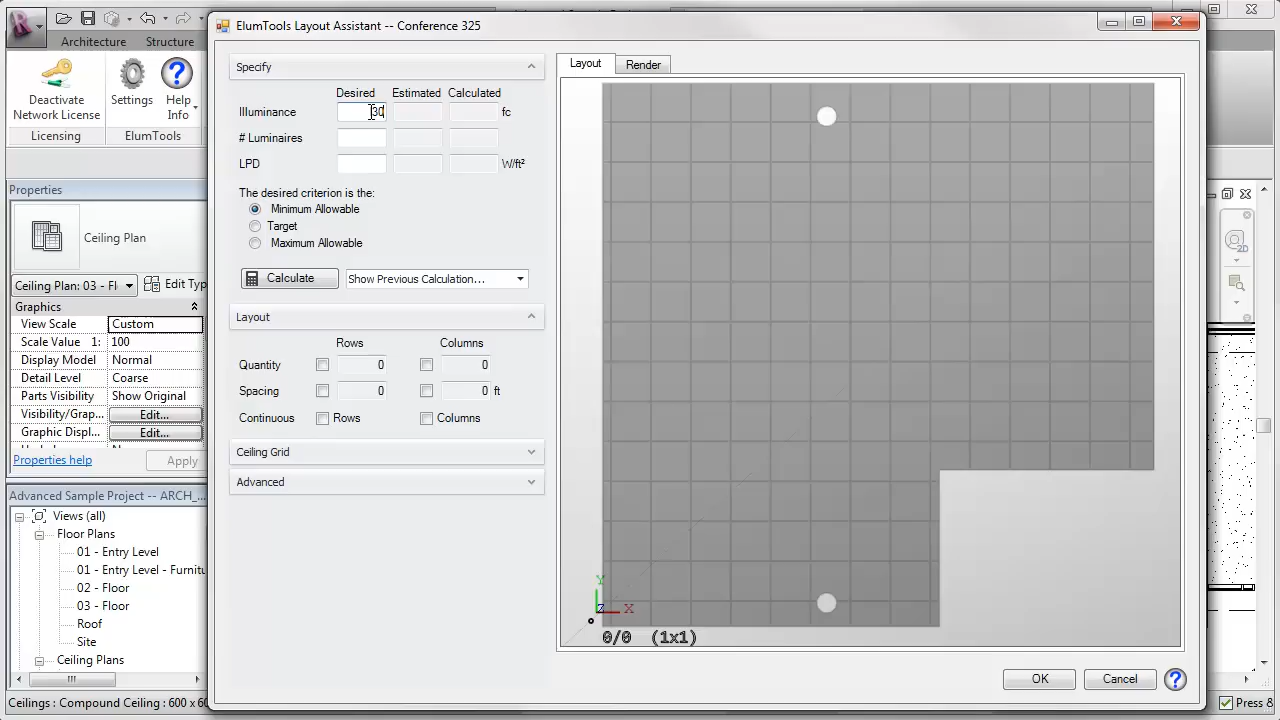 ElumTools Layout Assistant -- Conference 325
Architecture
Structure
Deactivate
Network License
Settings
Help
Info
Licensing
ElumTools
Properties
Ceiling Plan
Ceiling Plan: 03 - Fl
Edit Typ
Graphics
View Scale
Custom
Scale Value 1:
100
Display Model
Normal
Detail Level
Coarse
Parts Visibility
Show Original
Visibility/Grap...
Edit...
Graphic Displ...
Edit...
Properties help
Apply
Advanced Sample Project -- ARCH_...
Views (all)
Floor Plans
01 - Entry Level
01 - Entry Level - Furnitu
02 - Floor
03 - Floor
Roof
Site
Ceiling Plans
Ceilings : Compound Ceiling : 600 x 60
Specify
Desired
Estimated
Calculated
Illuminance
30
fc
# Luminaires
LPD
W/ft²
The desired criterion is the:
Minimum Allowable
Target
Maximum Allowable
Calculate
Show Previous Calculation...
Layout
Rows
Columns
Quantity
0
0
Spacing
0
0 ft
Continuous
Rows
Columns
Ceiling Grid
Advanced
Layout
Render
Y
Z
X
0/0 (1x1)
OK
Cancel
?
2D
Press &